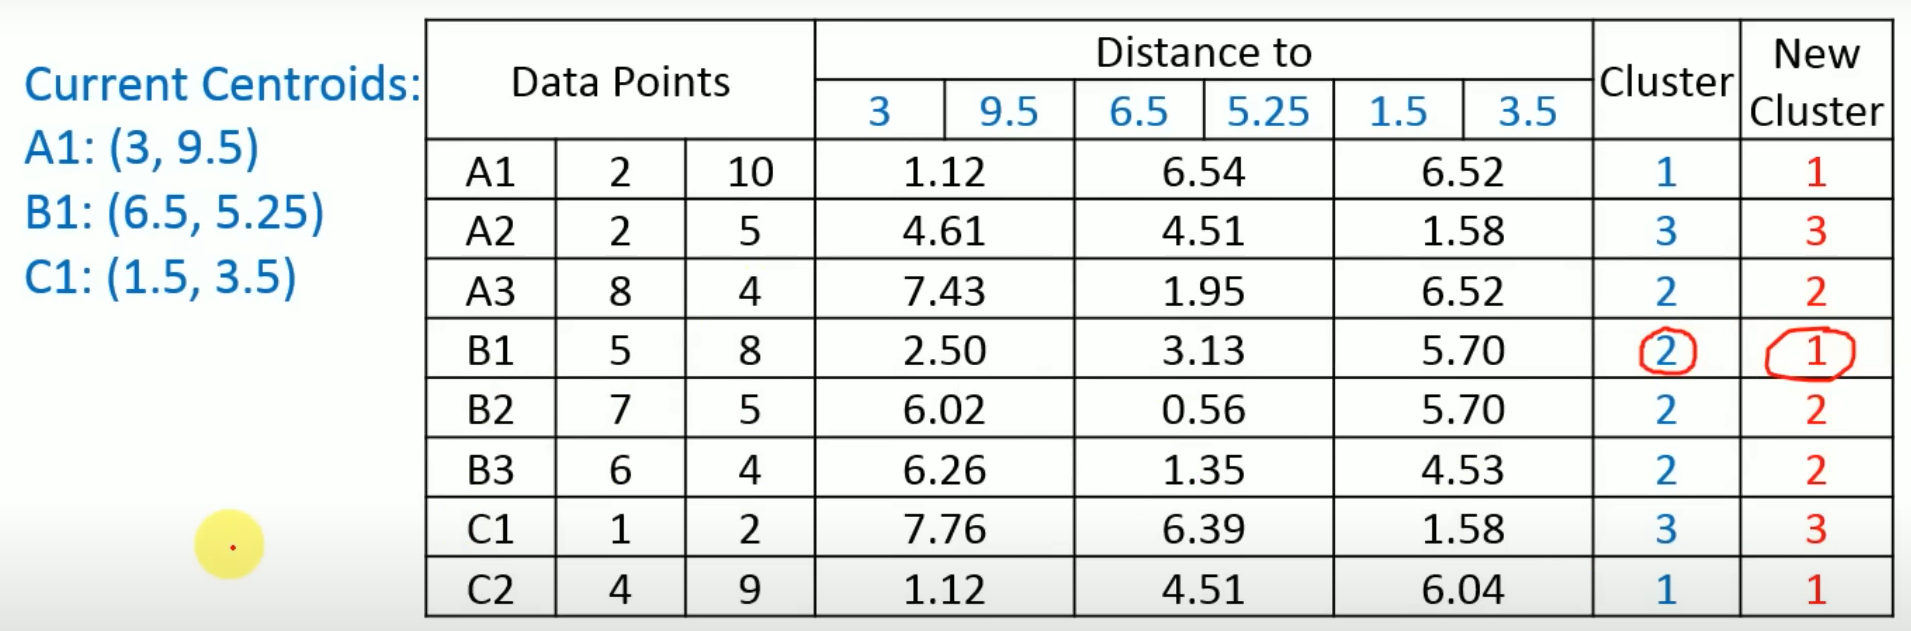 Current Centroids:
A1: (3, 9.5)
B1: (6.5, 5.25)
C1: (1.5, 3.5)
Data Points Distance to Cluster New Cluster
3 9.5 6.5 5.25 1.5 3.5
A1 2 10 1.12 6.54 6.52 1 1
A2 2 5 4.61 4.51 1.58 3 3
A3 8 4 7.43 1.95 6.52 2 2
B1 5 8 2.50 3.13 5.70 2 1
B2 7 5 6.02 0.56 5.70 2 2
B3 6 4 6.26 1.35 4.53 2 2
C1 1 2 7.76 6.39 1.58 3 3
C2 4 9 1.12 4.51 6.04 1 1